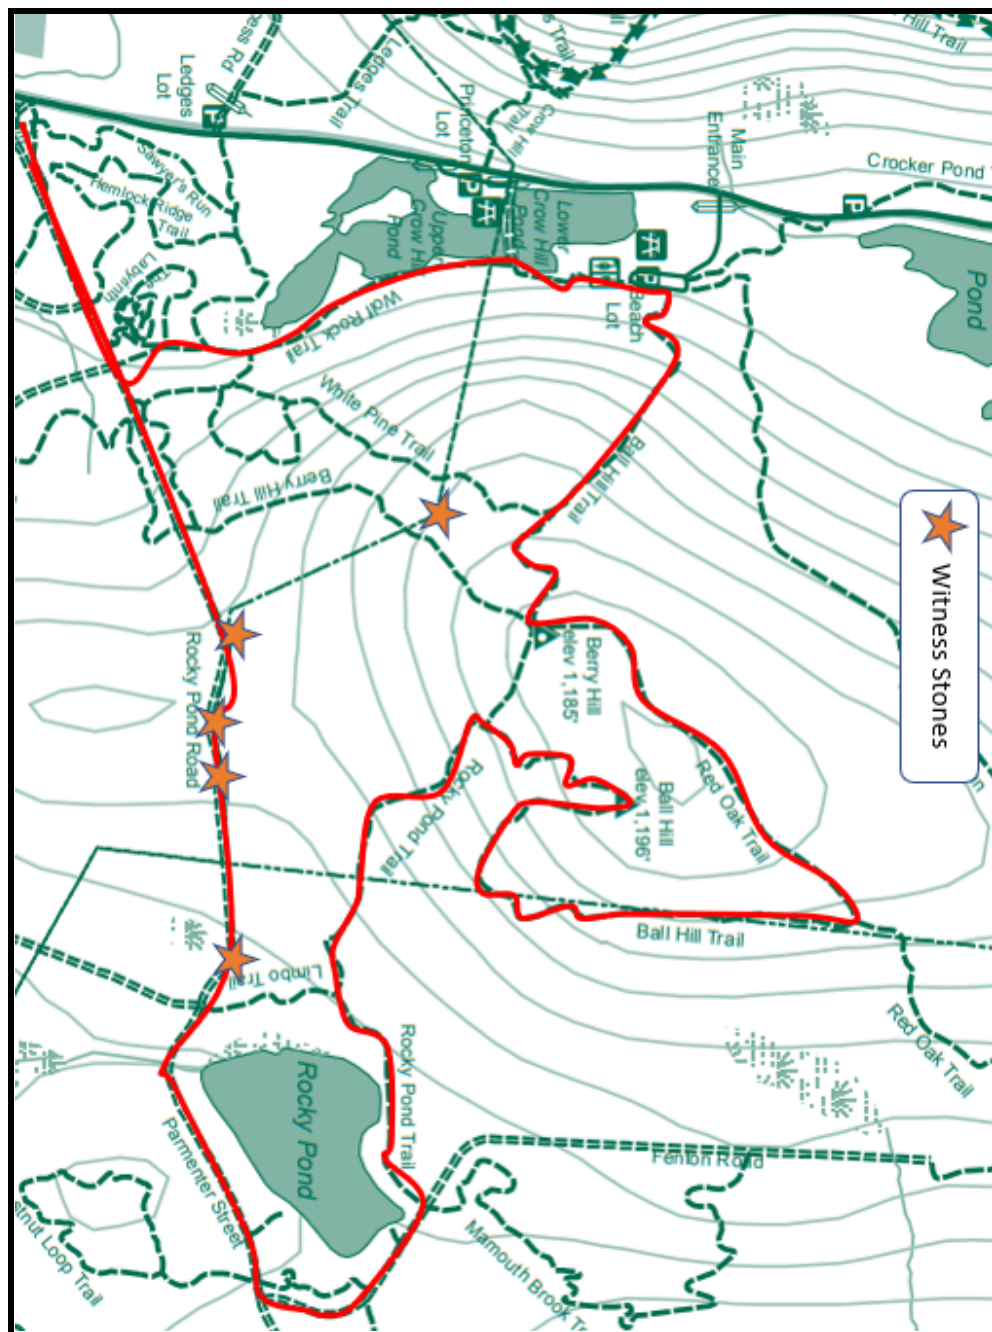 Witness Stones
Hill Trail
Crocker Pond
Pond
Main
Entrance
Princeton
Lot
Crow Hill
Trail
Ledges Trail
Ledges
Lot
P
P
P
P
Lower
Crow Hill
Pond
Upper
Crow Hill
Pond
Beach
Lot
Sawyer's Run
Hemlock Ridge
Trail
The
Labyrinth
Wolf Rock Trail
White Pine Trail
Berry Hill Trail
Ball Hill Trail
Berry Hill
elev 1,185'
Ball Hill
elev 1,196'
Red Oak Trail
Rocky Pond Trail
Rocky Pond Road
Ball Hill Trail
Red Oak Trail
Limbo Trail
Rocky Pond Trail
Rocky Pond
Fenton Road
Parmenter Street
Mamouth Brook
Loop Trail